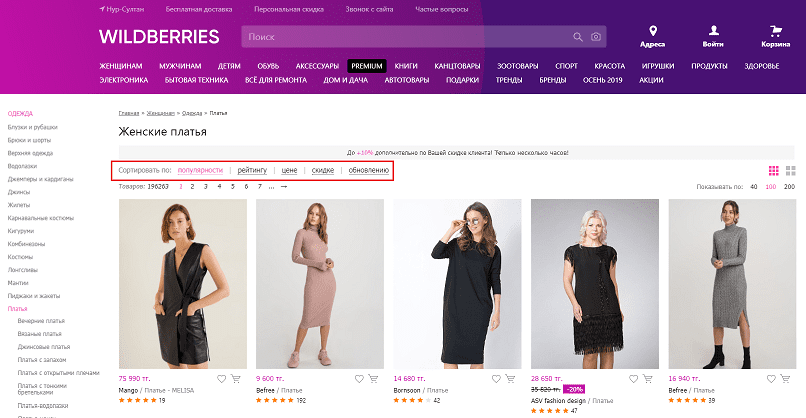 Нур-Султан Бесплатная доставка Персональная скидка Звонок с сайта Частые вопросы
WILDBERRIES Поиск Адреса Войти Корзина
ЖЕНЩИНАМ МУЖЧИНАМ ДЕТЯМ ОБУВЬ АКСЕССУАРЫ PREMIUM КНИГИ КАНЦТОВАРЫ ЗООТОВАРЫ СПОРТ КРАСОТА ИГРУШКИ ПРОДУКТЫ ЗДОРОВЬЕ
ЭЛЕКТРОНИКА БЫТОВАЯ ТЕХНИКА ВСЁ ДЛЯ РЕМОНТА ДОМ И ДАЧА АВТОТОВАРЫ ПОДАРКИ ТРЕНДЫ БРЕНДЫ ОСЕНЬ 2019 АКЦИИ
ОДЕЖДА
Блузки и рубашки
Брюки и шорты
Верхняя одежда
Водолазки
Джемперы и кардиганы
Джинсы
Жилеты
Карнавальные костюмы
Кигуруми
Комбинезоны
Костюмы
Лонгсливы
Мантии
Пиджаки и жакеты
Платья
Вечерние платья
Вязаные платья
Джинсовые платья
Платья с запахом
Платья с открытыми плечами
Платья с тонкими
бретельками
Платья-водолазки
Главная » Женщинам » Одежда » Платья
Женские платья
До +10% дополнительно по Вашей скидке клиента! Только несколько часов!
Сортировать по: популярности | рейтингу | цене | скидке | обновлению
Товаров: 196263 1 2 3 4 5 6 7 ... → Показывать по: 40 100 200
75 990 тг.
Mango / Платье - MELISA
19
9 600 тг.
Befree / Платье
192
14 680 тг.
Bornsoon / Платье
42
28 650 тг.
35 820 тг. -20%
ASV fashion design / Платье
47
16 940 тг.
Befree / Платье
39